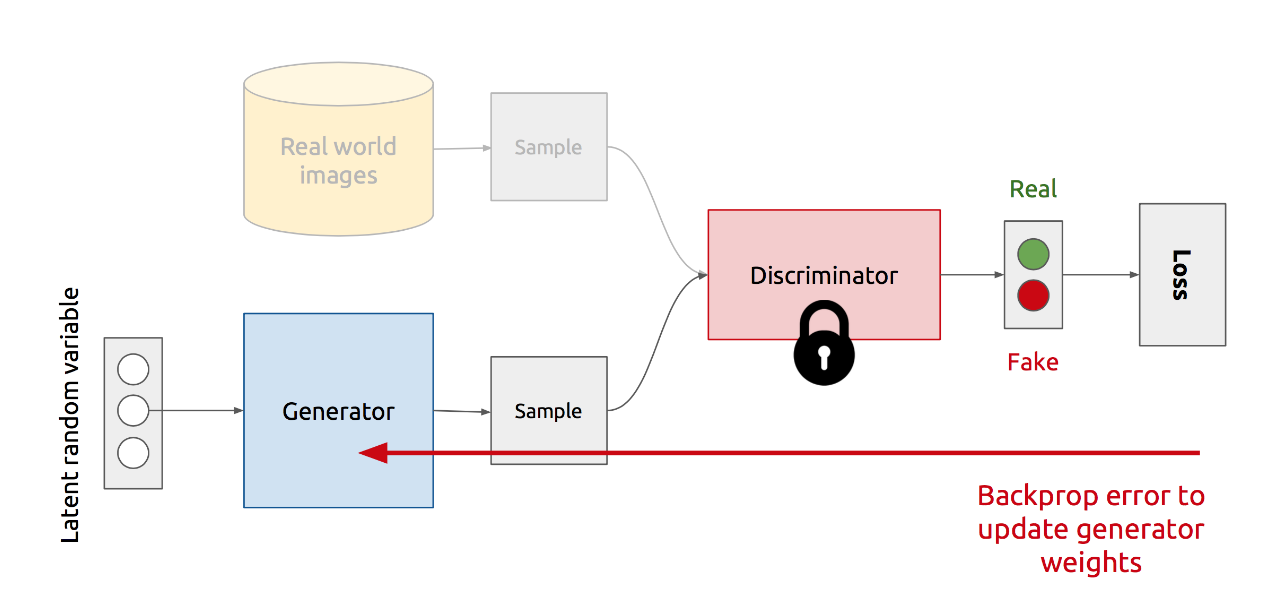 Real world
images
Sample
Real
Discriminator
Loss
Fake
Latent random variable
Generator
Sample
Backprop error to
update generator
weights